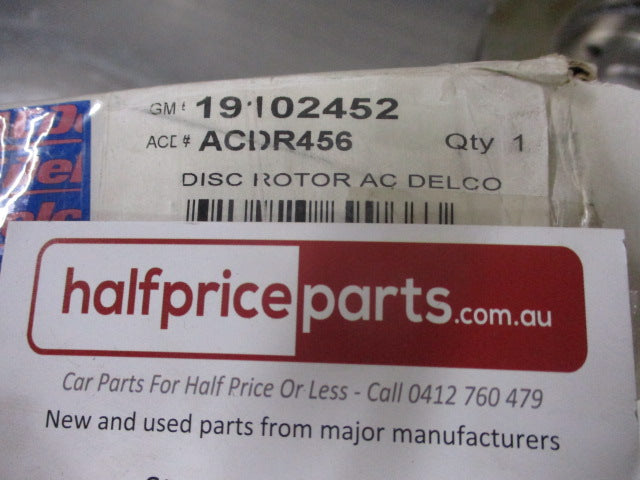 GM # 19102452
ACD # ACDR456 Qty 1
DISC ROTOR AC DELCO
halfpriceparts.com.au
Car Parts For Half Price Or Less - Call 0412 760 479
New and used parts from major manufacturers